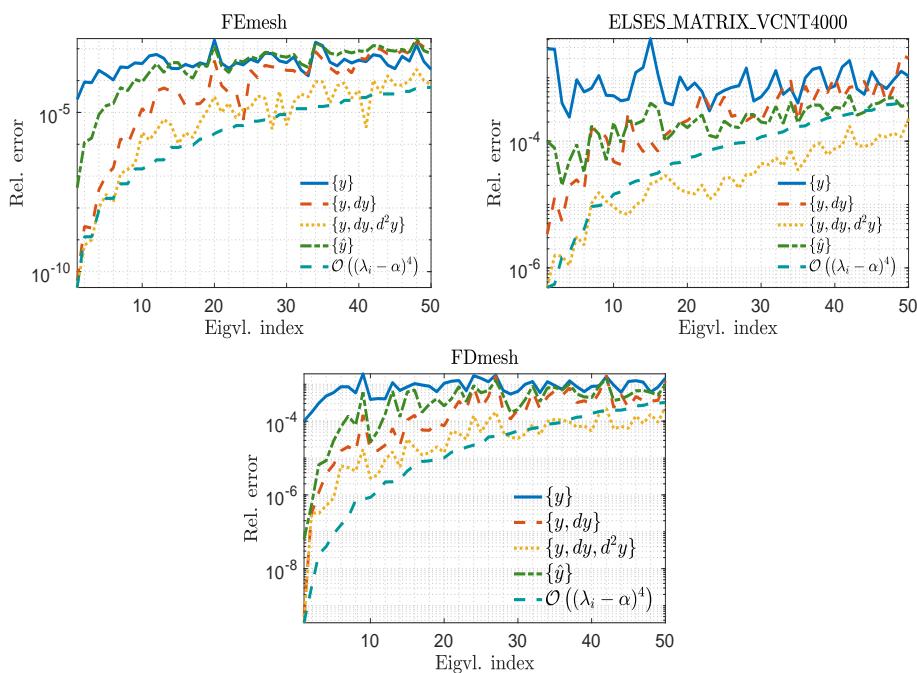 FEmesh
Rel. error
10^{-5}
10^{-10}
{y}
{y, dy}
{y, dy, d^2y}
{ŷ}
𝒪((λ_i − α)^4)
10 20 30 40 50
Eigvl. index
ELSES_MATRIX_VCNT4000
Rel. error
10^{-4}
10^{-6}
{y}
{y, dy}
{y, dy, d^2y}
{ŷ}
𝒪((λ_i − α)^4)
10 20 30 40 50
Eigvl. index
FDmesh
Rel. error
10^{-4}
10^{-6}
10^{-8}
{y}
{y, dy}
{y, dy, d^2y}
{ŷ}
𝒪((λ_i − α)^4)
10 20 30 40 50
Eigvl. index